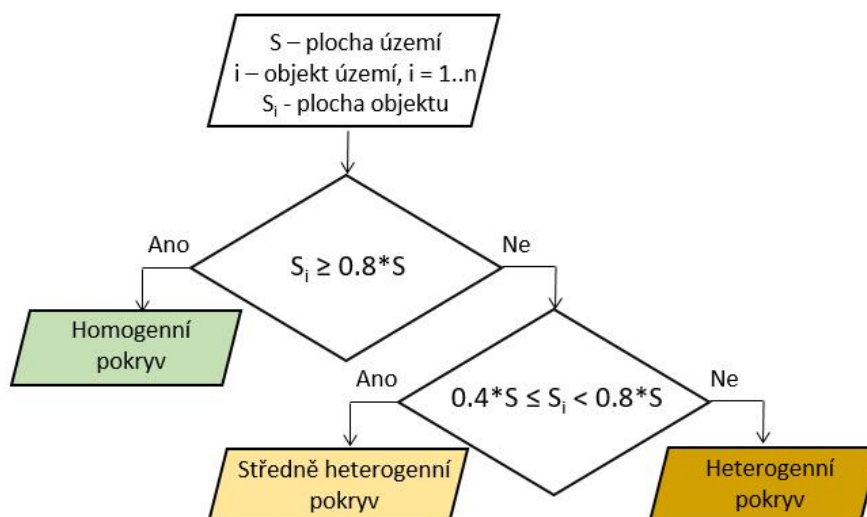 S – plocha území
i – objekt území, i = 1..n
Sᵢ - plocha objektu
Ano
Ne
Sᵢ ≥ 0.8*S
Homogenní
pokryv
Ano
Ne
0.4*S ≤ Sᵢ < 0.8*S
Středně heterogenní
pokryv
Heterogenní
pokryv